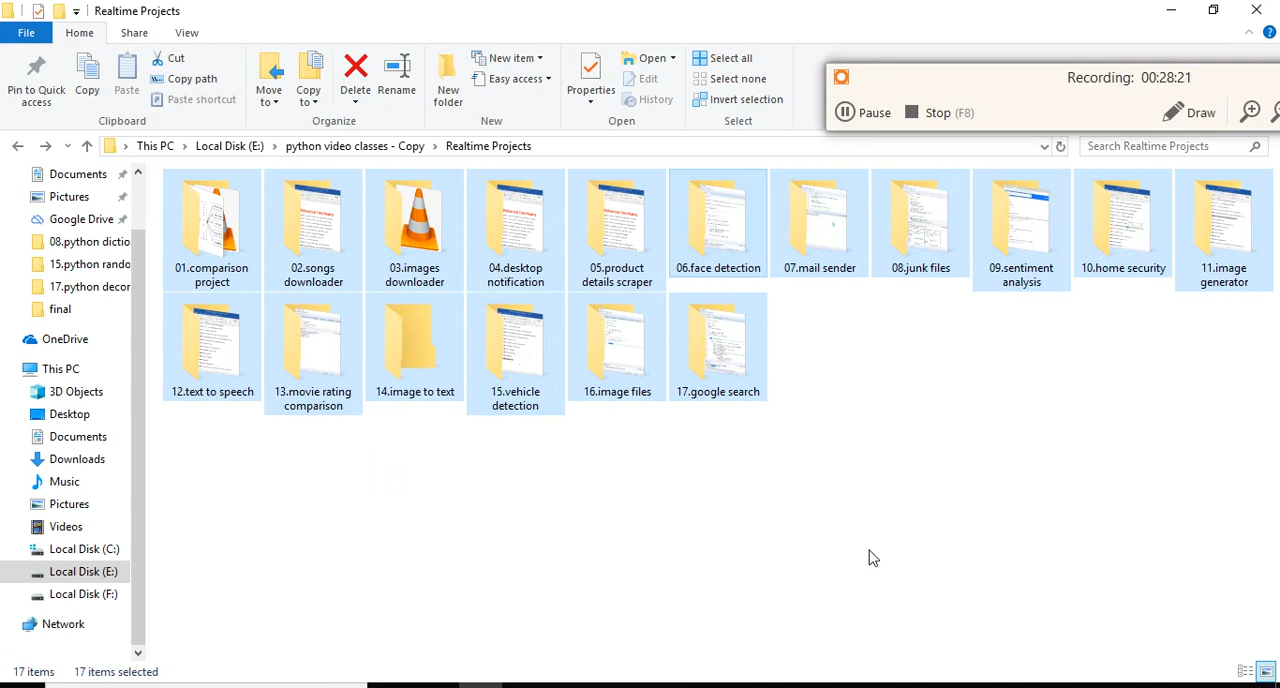 Realtime Projects
File Home Share View
Pin to Quick access
Copy
Paste
Cut
Copy path
Paste shortcut
Clipboard
Move to
Copy to
Delete
Rename
Organize
New folder
New item
Easy access
New
Properties
Open
Edit
History
Open
Select all
Select none
Invert selection
Select
Recording: 00:28:21
Pause Stop (F8) Draw
This PC Local Disk (E:) python video classes - Copy Realtime Projects
Search Realtime Projects
Documents
Pictures
Google Drive
08.python dictio
15.python rando
17.python decor
final
OneDrive
This PC
3D Objects
Desktop
Documents
Downloads
Music
Pictures
Videos
Local Disk (C:)
Local Disk (E:)
Local Disk (F:)
Network
01.comparison project
02.songs downloader
03.images downloader
04.desktop notification
05.product details scraper
06.face detection
07.mail sender
08.junk files
09.sentiment analysis
10.home security
11.image generator
12.text to speech
13.movie rating comparison
14.image to text
15.vehicle detection
16.image files
17.google search
17 items 17 items selected